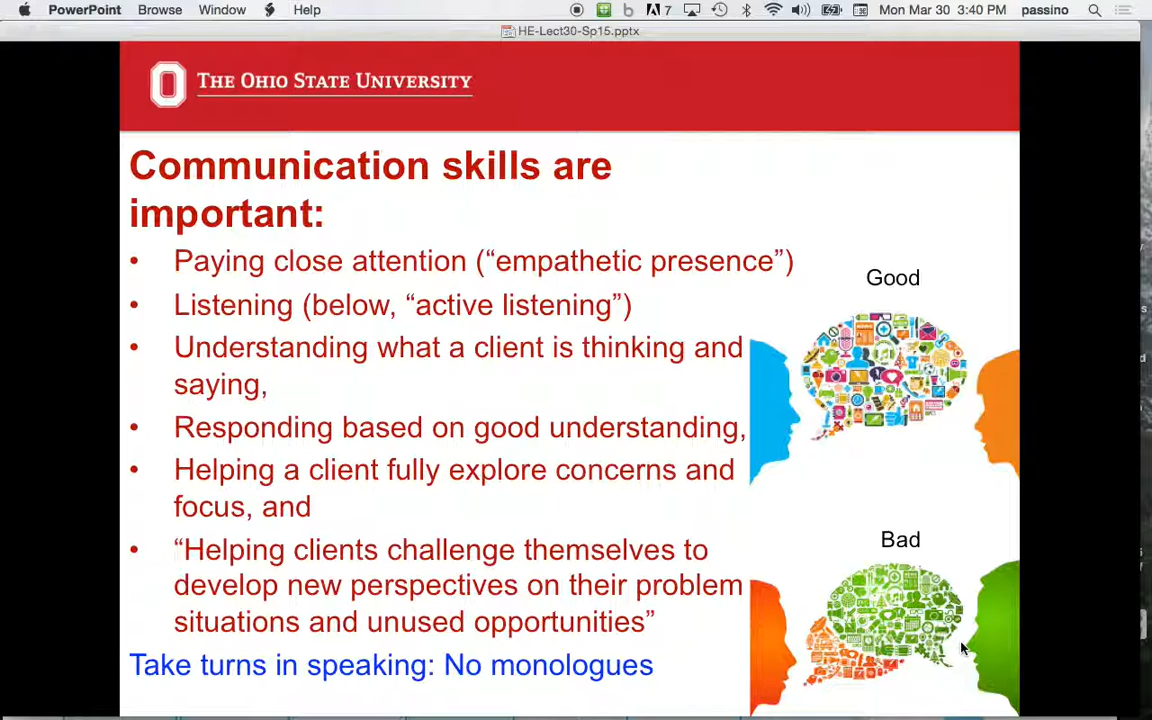 PowerPoint Browse Window Help 7 Mon Mar 30 3:40 PM passino
HE-Lect30-Sp15.pptx
THE OHIO STATE UNIVERSITY
Communication skills are
important:
• Paying close attention (“empathetic presence”)
• Listening (below, “active listening”)
• Understanding what a client is thinking and
saying,
• Responding based on good understanding,
• Helping a client fully explore concerns and
focus, and
• “Helping clients challenge themselves to
develop new perspectives on their problem
situations and unused opportunities”
Take turns in speaking: No monologues
Good
Bad